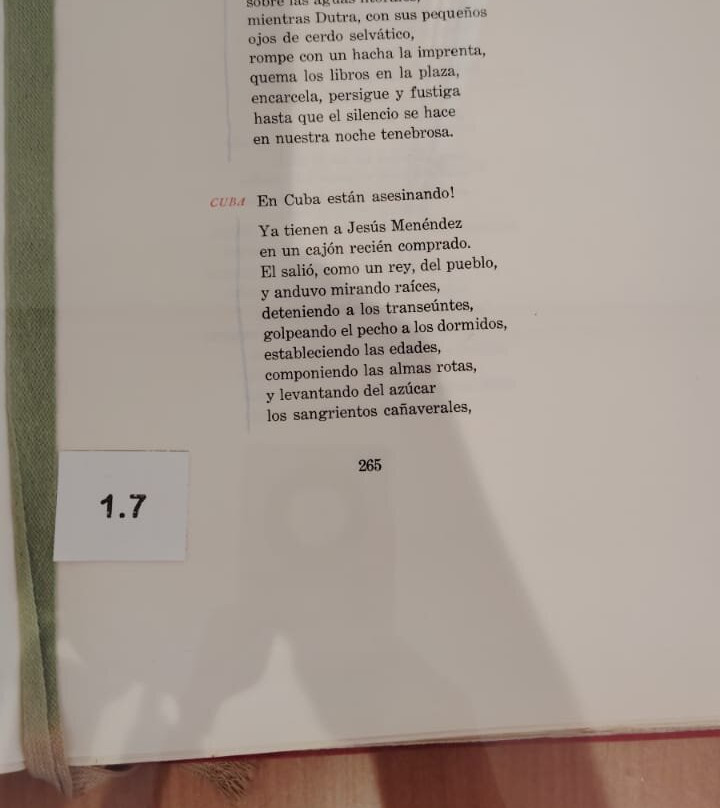 sobre las aguas litorales,
mientras Dutra, con sus pequeños
ojos de cerdo selvático,
rompe con un hacha la imprenta,
quema los libros en la plaza,
encarcela, persigue y fustiga
hasta que el silencio se hace
en nuestra noche tenebrosa.
CUBA En Cuba están asesinando!
Ya tienen a Jesús Menéndez
en un cajón recién comprado.
El salió, como un rey, del pueblo,
y anduvo mirando raíces,
deteniendo a los transeúntes,
golpeando el pecho a los dormidos,
estableciendo las edades,
componiendo las almas rotas,
y levantando del azúcar
los sangrientos cañaverales,
265
1.7